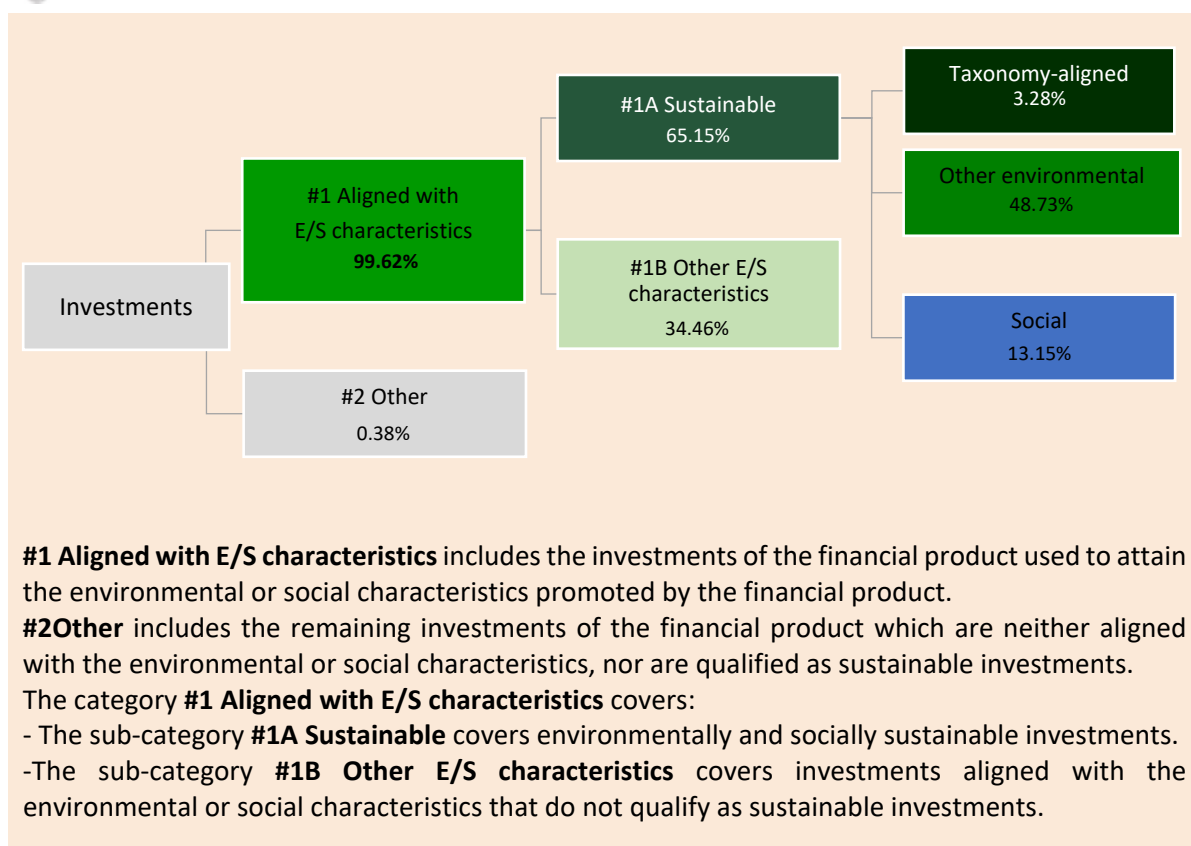 Investments
#1 Aligned with
E/S characteristics
99.62%
#2 Other
0.38%
#1A Sustainable
65.15%
#1B Other E/S
characteristics
34.46%
Taxonomy-aligned
3.28%
Other environmental
48.73%
Social
13.15%
#1 Aligned with E/S characteristics includes the investments of the financial product used to attain
the environmental or social characteristics promoted by the financial product.
#2Other includes the remaining investments of the financial product which are neither aligned
with the environmental or social characteristics, nor are qualified as sustainable investments.
The category #1 Aligned with E/S characteristics covers:
- The sub-category #1A Sustainable covers environmentally and socially sustainable investments.
-The sub-category #1B Other E/S characteristics covers investments aligned with the
environmental or social characteristics that do not qualify as sustainable investments.